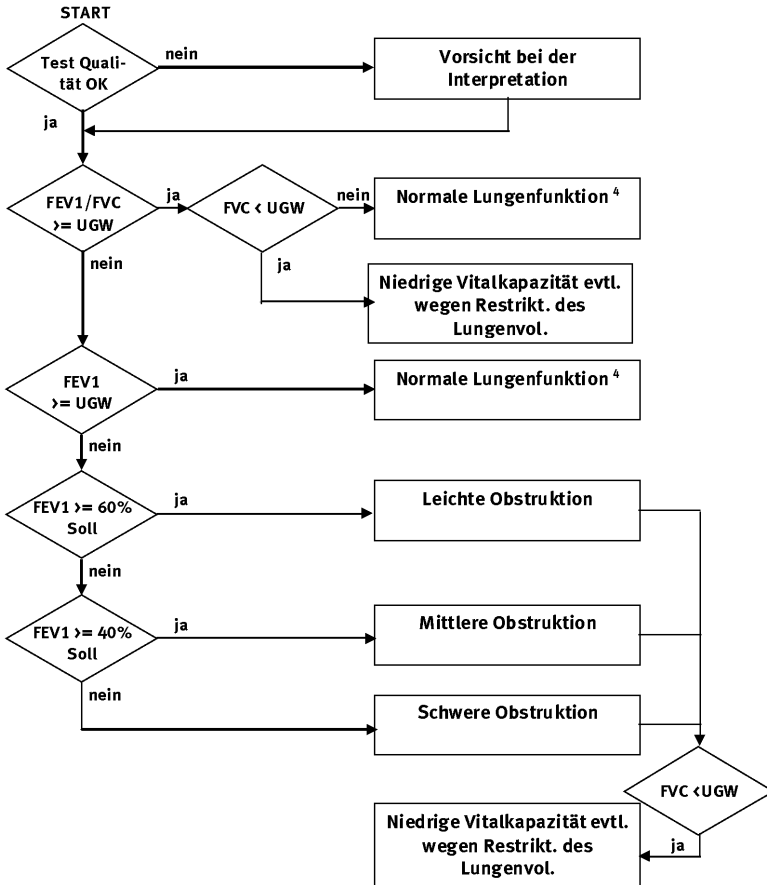 START
Test Quali-
tät OK
nein
Vorsicht bei der
Interpretation
ja
FEV1/FVC
>= UGW
ja
FVC < UGW
nein
Normale Lungenfunktion 4
nein
ja
Niedrige Vitalkapazität evtl.
wegen Restrikt. des
Lungenvol.
FEV1
>= UGW
ja
Normale Lungenfunktion 4
nein
FEV1 >= 60%
Soll
ja
Leichte Obstruktion
nein
FEV1 >= 40%
Soll
ja
Mittlere Obstruktion
nein
Schwere Obstruktion
FVC <UGW
ja
Niedrige Vitalkapazität evtl.
wegen Restrikt. des
Lungenvol.